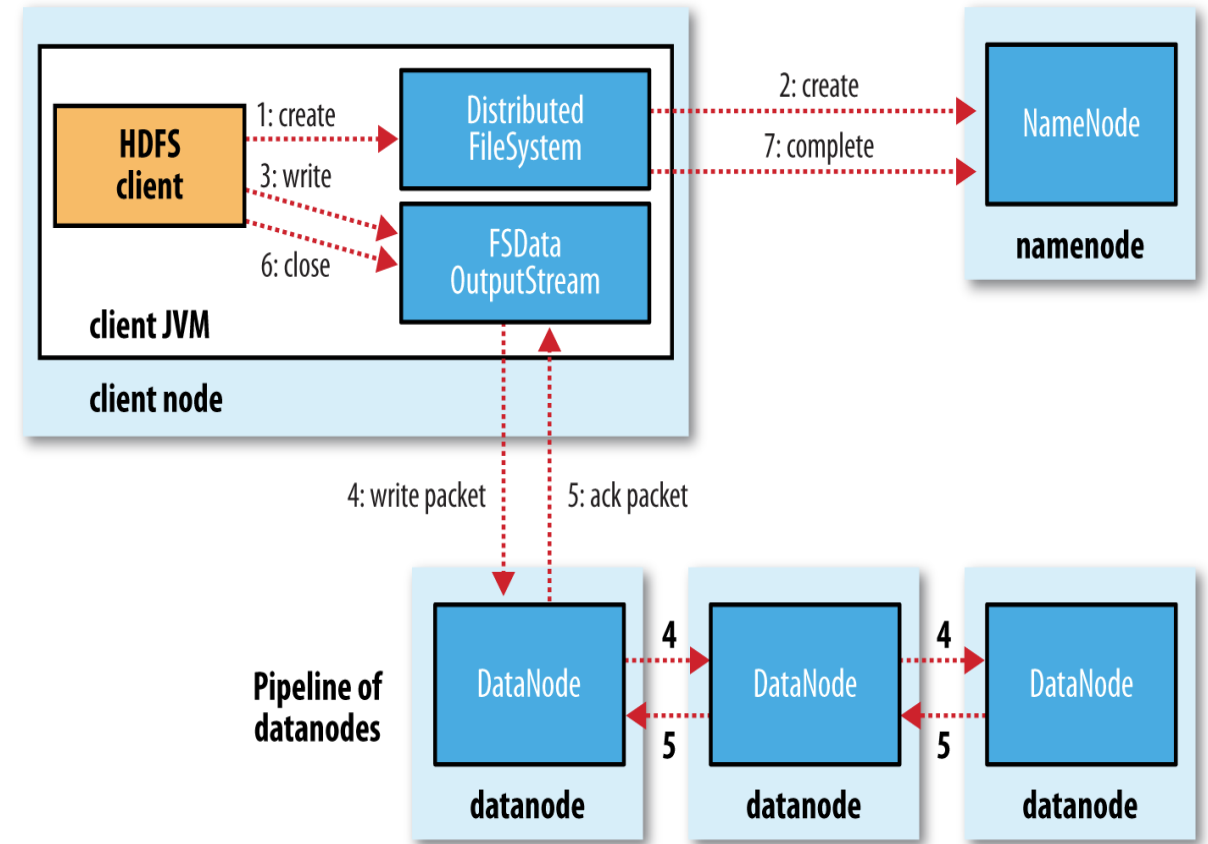 1: create
Distributed
FileSystem
2: create
NameNode
HDFS
client
7: complete
3: write
FSData
OutputStream
namenode
6: close
client JVM
client node
4: write packet
5: ack packet
4
4
Pipeline of
datanodes
DataNode
DataNode
DataNode
5
5
datanode
datanode
datanode